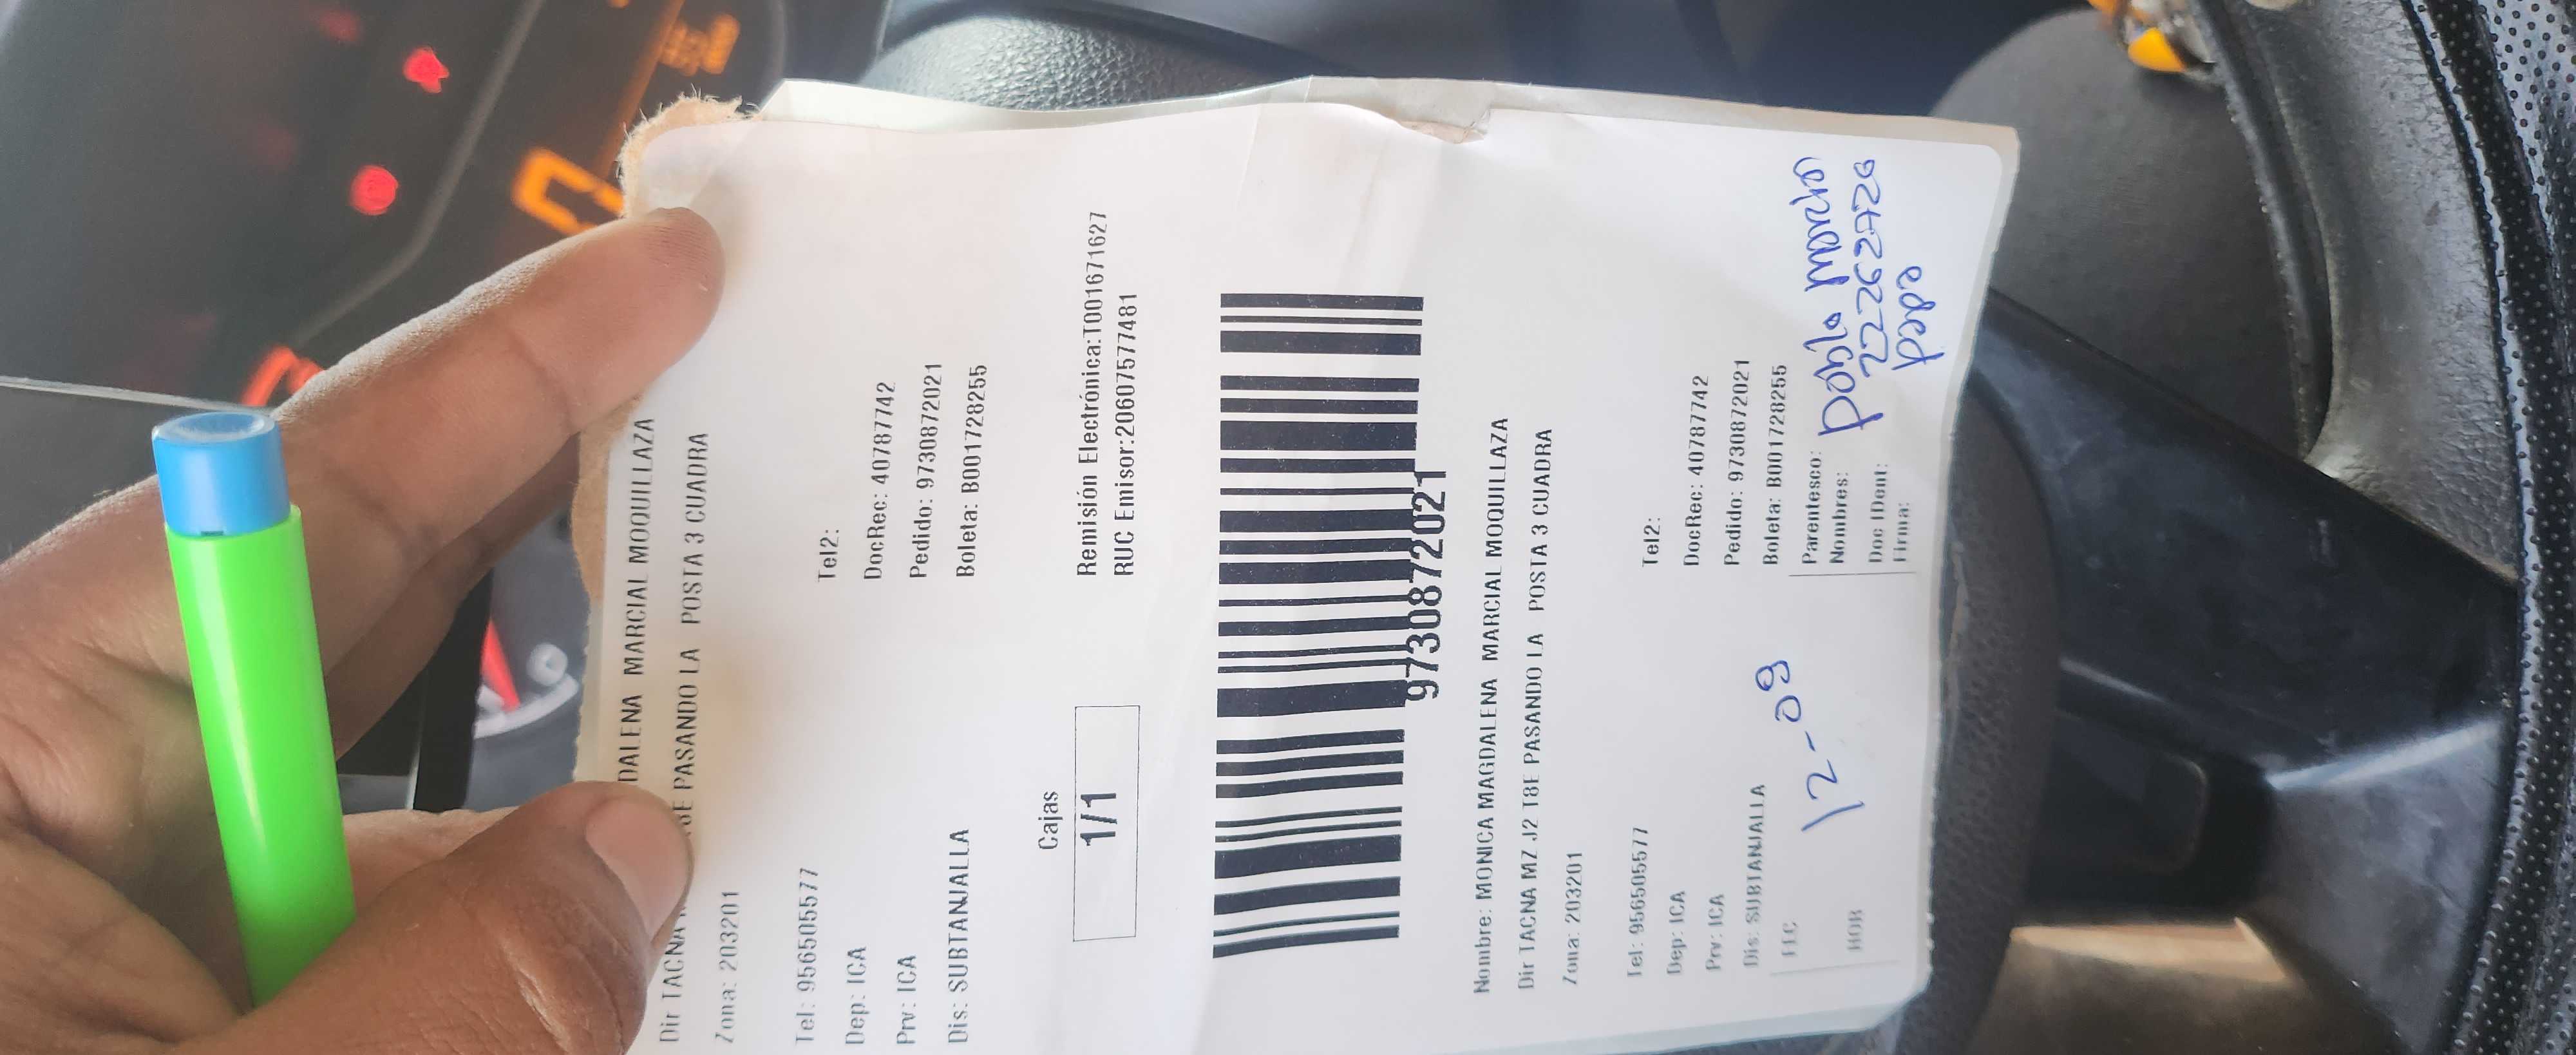 DALENA MARCIAL MOQUILLAZA
Dir TACNA PASANDO LA POSTA 3 CUADRA
Zona: 203201
Tel: 956505577 Tel2:
Dep: ICA DocRec: 40787742
Prv: ICA Pedido: 9730872021
Dis: SUBTANJALLA Boleta: B001728255
Cajas
1/1
Remisión Electrónica:T001671627
RUC Emisor:20607577481
9730872021
Nombre: MONICA MAGDALENA MARCIAL MOQUILLAZA
Dir TACNA MZ J2 T8E PASANDO LA POSTA 3 CUADRA
Zona: 203201
Tel: 956505577 Tel2:
Dep: ICA DocRec: 40787742
Prv: ICA Pedido: 9730872021
Dis: SUBTANJALLA Boleta: B001728255
FEC 12-09 Parentesco:
Nombres: pablo
HOR Doc IDent:
Firma: papa